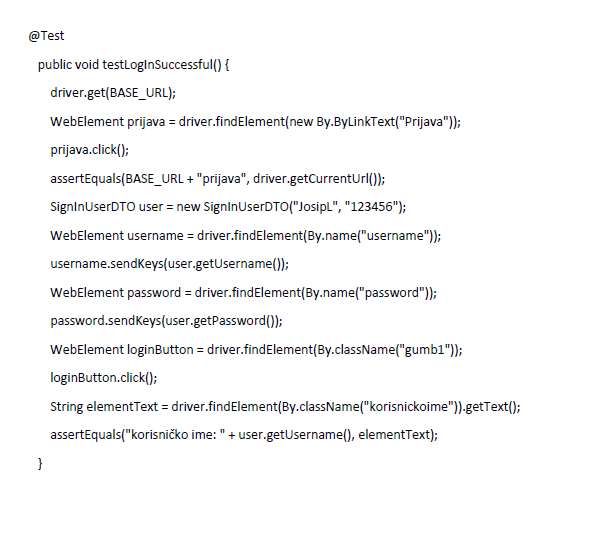 @Test
public void testLogInSuccessful() {
driver.get(BASE_URL);
WebElement prijava = driver.findElement(new By.ByLinkText("Prijava"));
prijava.click();
assertEquals(BASE_URL + "prijava", driver.getCurrentUrl());
SignInUserDTO user = new SignInUserDTO("JosipL", "123456");
WebElement username = driver.findElement(By.name("username"));
username.sendKeys(user.getUsername());
WebElement password = driver.findElement(By.name("password"));
password.sendKeys(user.getPassword());
WebElement loginButton = driver.findElement(By.className("gumb1"));
loginButton.click();
String elementText = driver.findElement(By.className("korisnickoime")).getText();
assertEquals("korisničko ime: " + user.getUsername(), elementText);
}